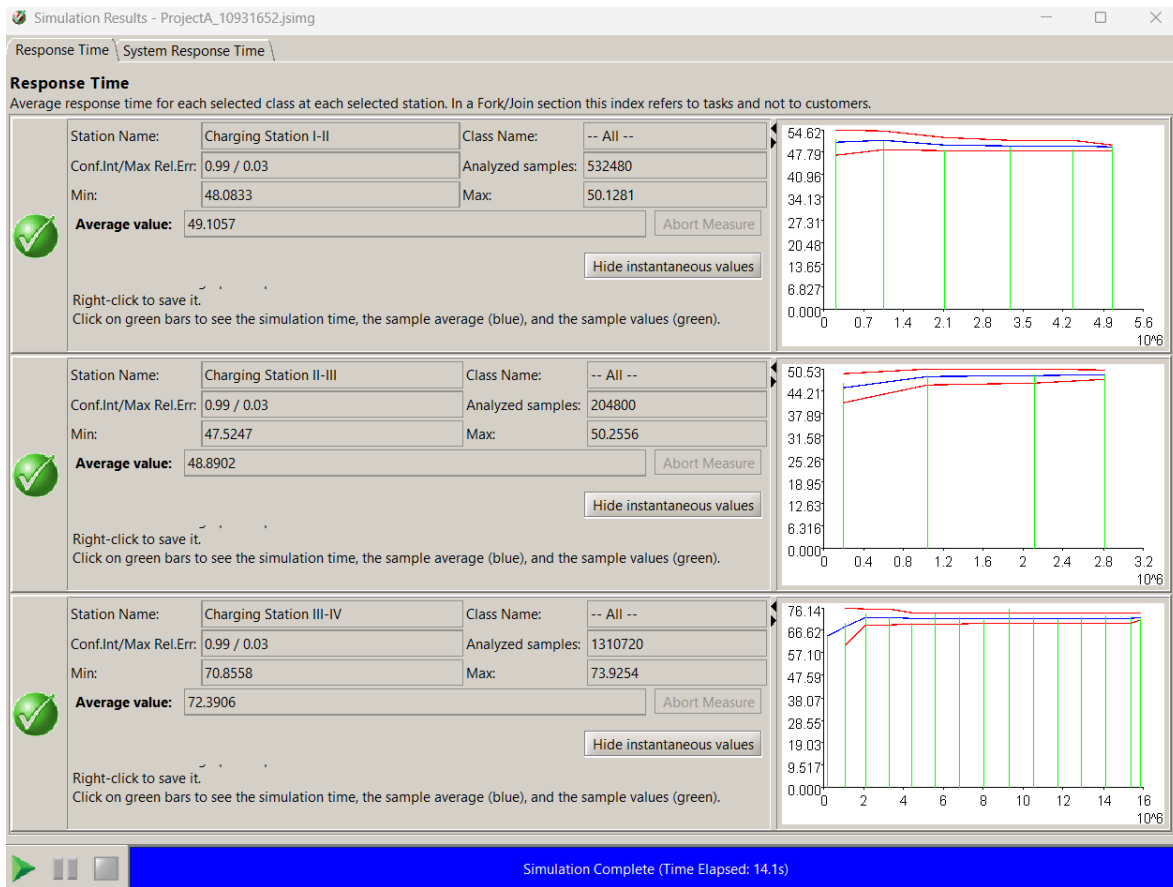 Simulation Results - ProjectA_10931652.jsimg
Response Time System Response Time
Response Time
Average response time for each selected class at each selected station. In a Fork/Join section this index refers to tasks and not to customers.
Station Name: Charging Station I-II Class Name: -- All --
Conf.Int/Max Rel.Err: 0.99 / 0.03 Analyzed samples: 532480
Min: 48.0833 Max: 50.1281
Average value: 49.1057 Abort Measure
Hide instantaneous values
Right-click to save it.
Click on green bars to see the simulation time, the sample average (blue), and the sample values (green).
54.62
47.79
40.96
34.13
27.31
20.48
13.65
6.827
0.000
0 0.7 1.4 2.1 2.8 3.5 4.2 4.9 5.6
10^6
Station Name: Charging Station II-III Class Name: -- All --
Conf.Int/Max Rel.Err: 0.99 / 0.03 Analyzed samples: 204800
Min: 47.5247 Max: 50.2556
Average value: 48.8902 Abort Measure
Hide instantaneous values
Right-click to save it.
Click on green bars to see the simulation time, the sample average (blue), and the sample values (green).
50.53
44.21
37.89
31.58
25.26
18.95
12.63
6.316
0.000
0 0.4 0.8 1.2 1.6 2 2.4 2.8 3.2
10^6
Station Name: Charging Station III-IV Class Name: -- All --
Conf.Int/Max Rel.Err: 0.99 / 0.03 Analyzed samples: 1310720
Min: 70.8558 Max: 73.9254
Average value: 72.3906 Abort Measure
Hide instantaneous values
Right-click to save it.
Click on green bars to see the simulation time, the sample average (blue), and the sample values (green).
76.14
66.62
57.10
47.59
38.07
28.55
19.03
9.517
0.000
0 2 4 6 8 10 12 14 16
10^6
Simulation Complete (Time Elapsed: 14.1s)